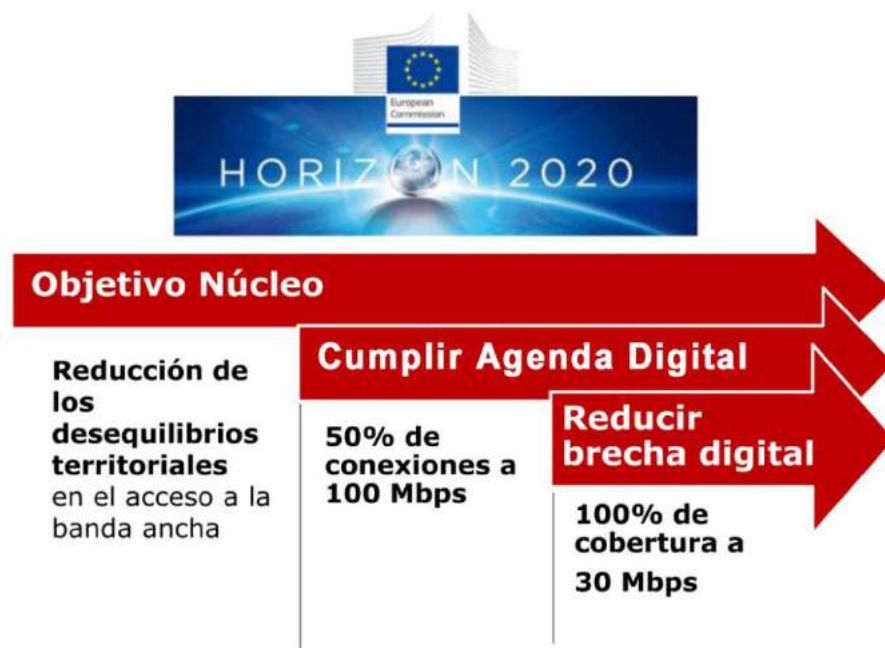 European
Commission
HORIZON 2020
Objetivo Núcleo
Cumplir Agenda Digital
Reducir
brecha digital
Reducción de
los
desequilibrios
territoriales
en el acceso a la
banda ancha
50% de
conexiones a
100 Mbps
100% de
cobertura a
30 Mbps